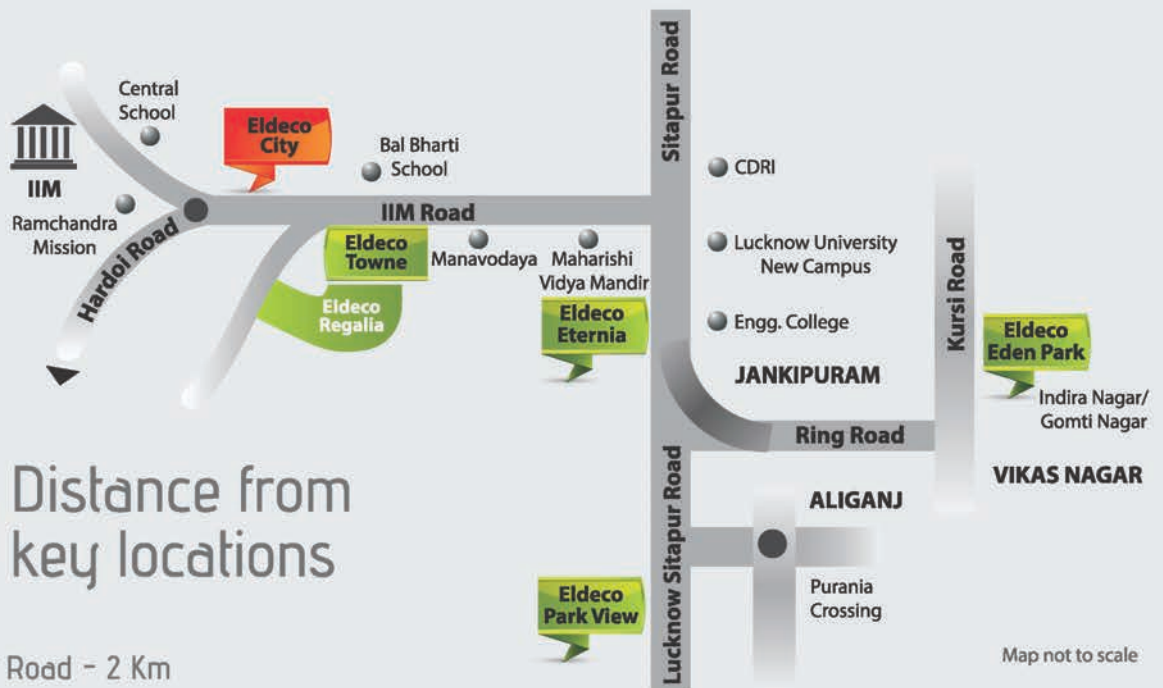 Central
School
IIM
Ramchandra
Mission
Hardoi Road
Eldeco
City
Bal Bharti
School
IIM Road
Eldeco
Towne
Eldeco
Regalia
Manavodaya
Maharishi
Vidya Mandir
Eldeco
Eternia
Sitapur Road
CDRI
Lucknow University
New Campus
Engg. College
JANKIPURAM
Kursi Road
Eldeco
Eden Park
Indira Nagar/
Gomti Nagar
Ring Road
VIKAS NAGAR
ALIGANJ
Lucknow Sitapur Road
Eldeco
Park View
Purania
Crossing
Distance from
key locations
Road - 2 Km
Map not to scale